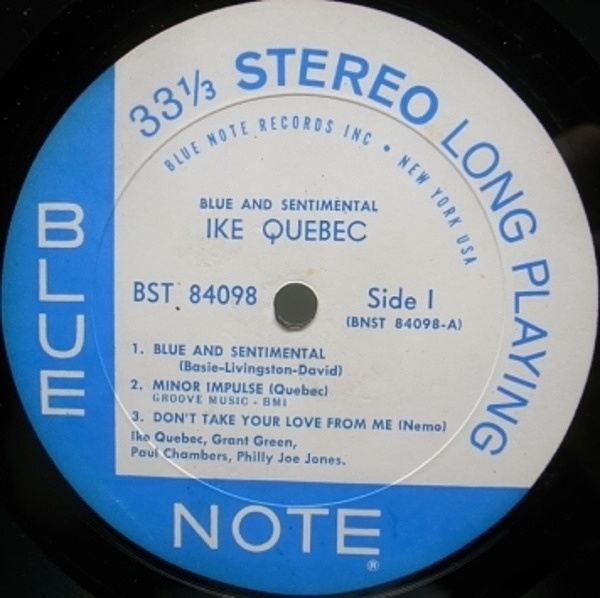 33⅓ STEREO LONG PLAYING
BLUE NOTE RECORDS INC • NEW YORK USA
BLUE AND SENTIMENTAL
IKE QUEBEC
BST 84098
Side 1
(BNST 84098-A)
1. BLUE AND SENTIMENTAL
(Basie-Livingston-David)
2. MINOR IMPULSE (Quebec)
GROOVE MUSIC - BMI
3. DON'T TAKE YOUR LOVE FROM ME (Nemo)
Ike Quebec, Grant Green,
Paul Chambers, Philly Joe Jones.
BLUE
NOTE
®